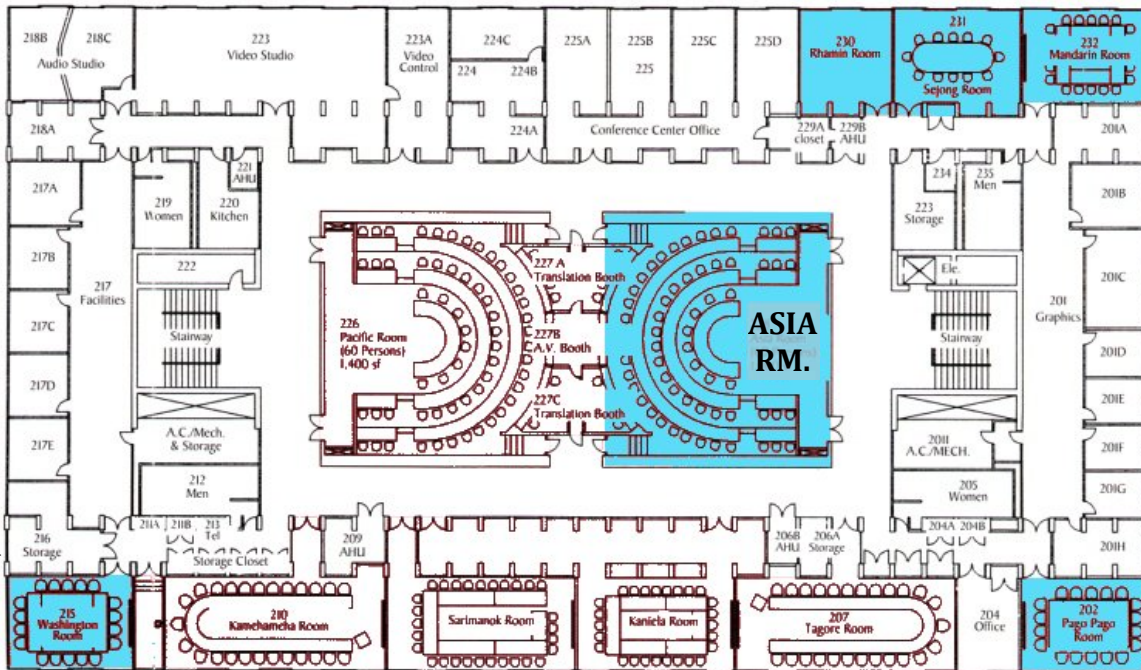 218B
218C
Audio Studio
223
Video Studio
223A
Video
Control
224C
224
224B
225A
225B
225
225C
225D
230
Rhamin Room
231
Sejong Room
232
Mandarin Room
218A
224A
Conference Center Office
229A
closet
229B
AHU
201A
217A
219
Women
221
AHU
220
Kitchen
234
223
Storage
235
Men
201B
217B
222
217
Facilities
227 A
Translation Booth
Ele.
201C
201
Graphics
217C
Stairway
226
Pacific Room
(60 Persons)
1,400 sf
227B
A.V. Booth
ASIA
RM.
Stairway
201D
217D
227C
Translation Booth
201E
217E
A.C./Mech.
& Storage
2011
A.C./MECH.
201F
212
Men
205
Women
201G
216
Storage
211A
211B
213
Tel
Storage Closet
209
AHU
206B
AHU
206A
Storage
204A
204B
201H
215
Washington
Room
210
Kamehameha Room
Sarimanok Room
Kaniela Room
207
Tagore Room
204
Office
202
Pago Pago
Room